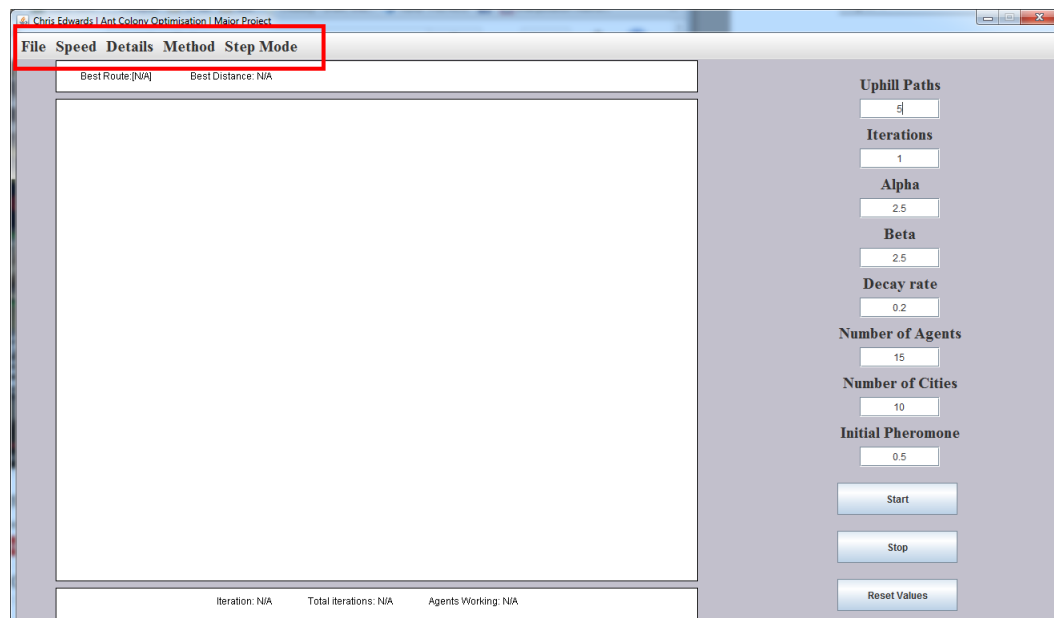 Chris Edwards | Ant Colony Optimisation | Major Project
File Speed Details Method Step Mode
Best Route:[N/A] Best Distance: N/A
Uphill Paths
5
Iterations
1
Alpha
2.5
Beta
2.5
Decay rate
0.2
Number of Agents
15
Number of Cities
10
Initial Pheromone
0.5
Start
Stop
Reset Values
Iteration: N/A Total iterations: N/A Agents Working: N/A